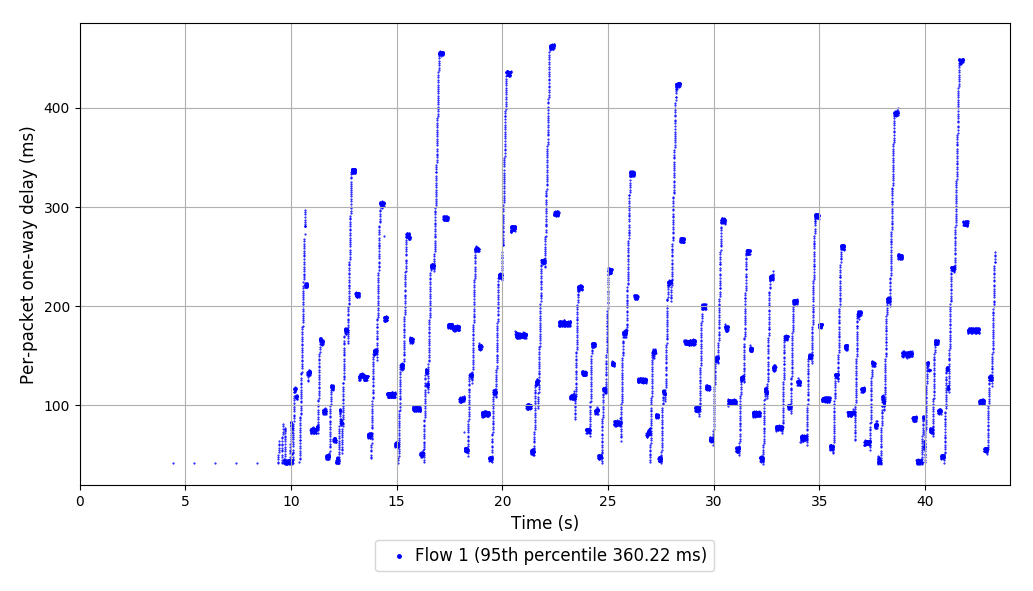 Per-packet one-way delay (ms)
400
300
200
100
0 5 10 15 20 25 30 35 40
Time (s)
Flow 1 (95th percentile 360.22 ms)